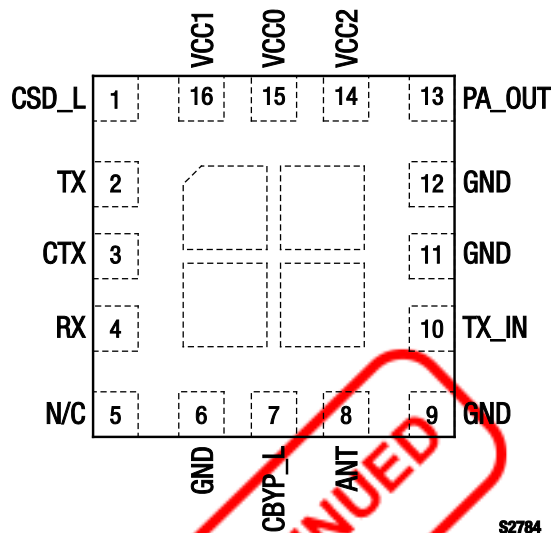 VCC1 VCC0 VCC2
CSD_L 1 16 15 14 13 PA_OUT
TX 2 12 GND
CTX 3 11 GND
RX 4 10 TX_IN
N/C 5 6 7 8 9 GND
GND CBYP_L ANT
NUED
S2784